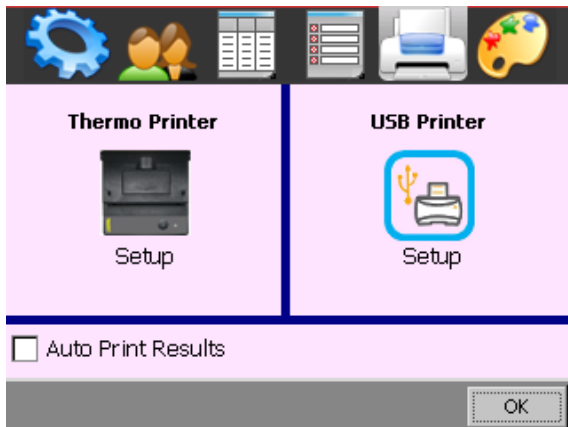 Thermo Printer
USB Printer
Setup
Setup
Auto Print Results
OK